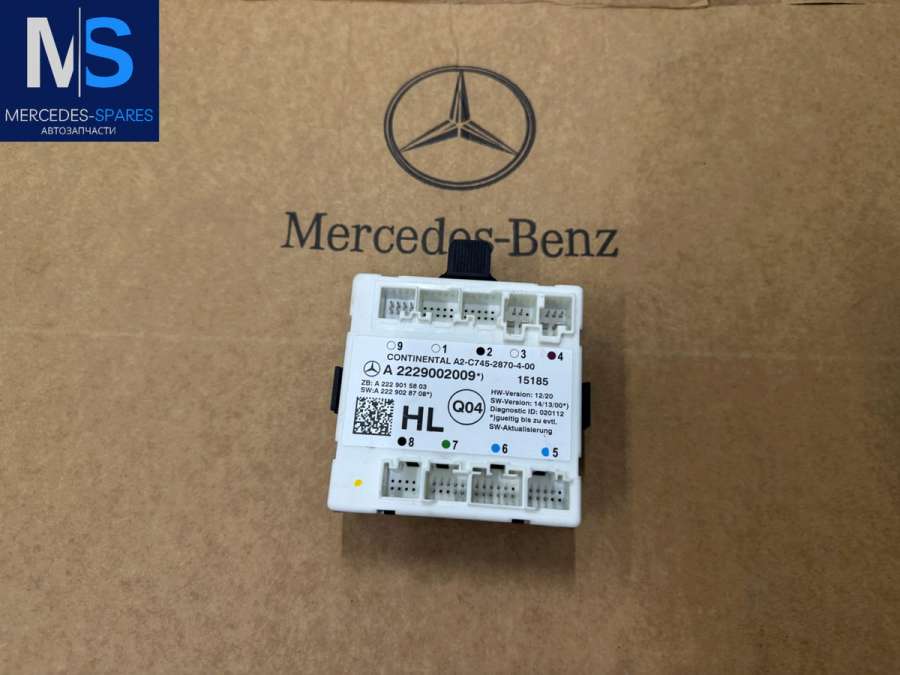 MS
MERCEDES-SPARES
АВТОЗАПЧАСТИ
Mercedes-Benz
9 1 2 3 4
CONTINENTAL A2-C745-2870-4-00
A 2229002009*) 15185
ZB: A 222 901 56 03
SW:A 222 902 87 08*)
HW-Version: 12/20
SW-Version: 14/13/00*)
Diagnostic ID: 020112
*)gueltig bis zu evtl.
SW-Aktualisierung
HL
Q04
8 7 6 5